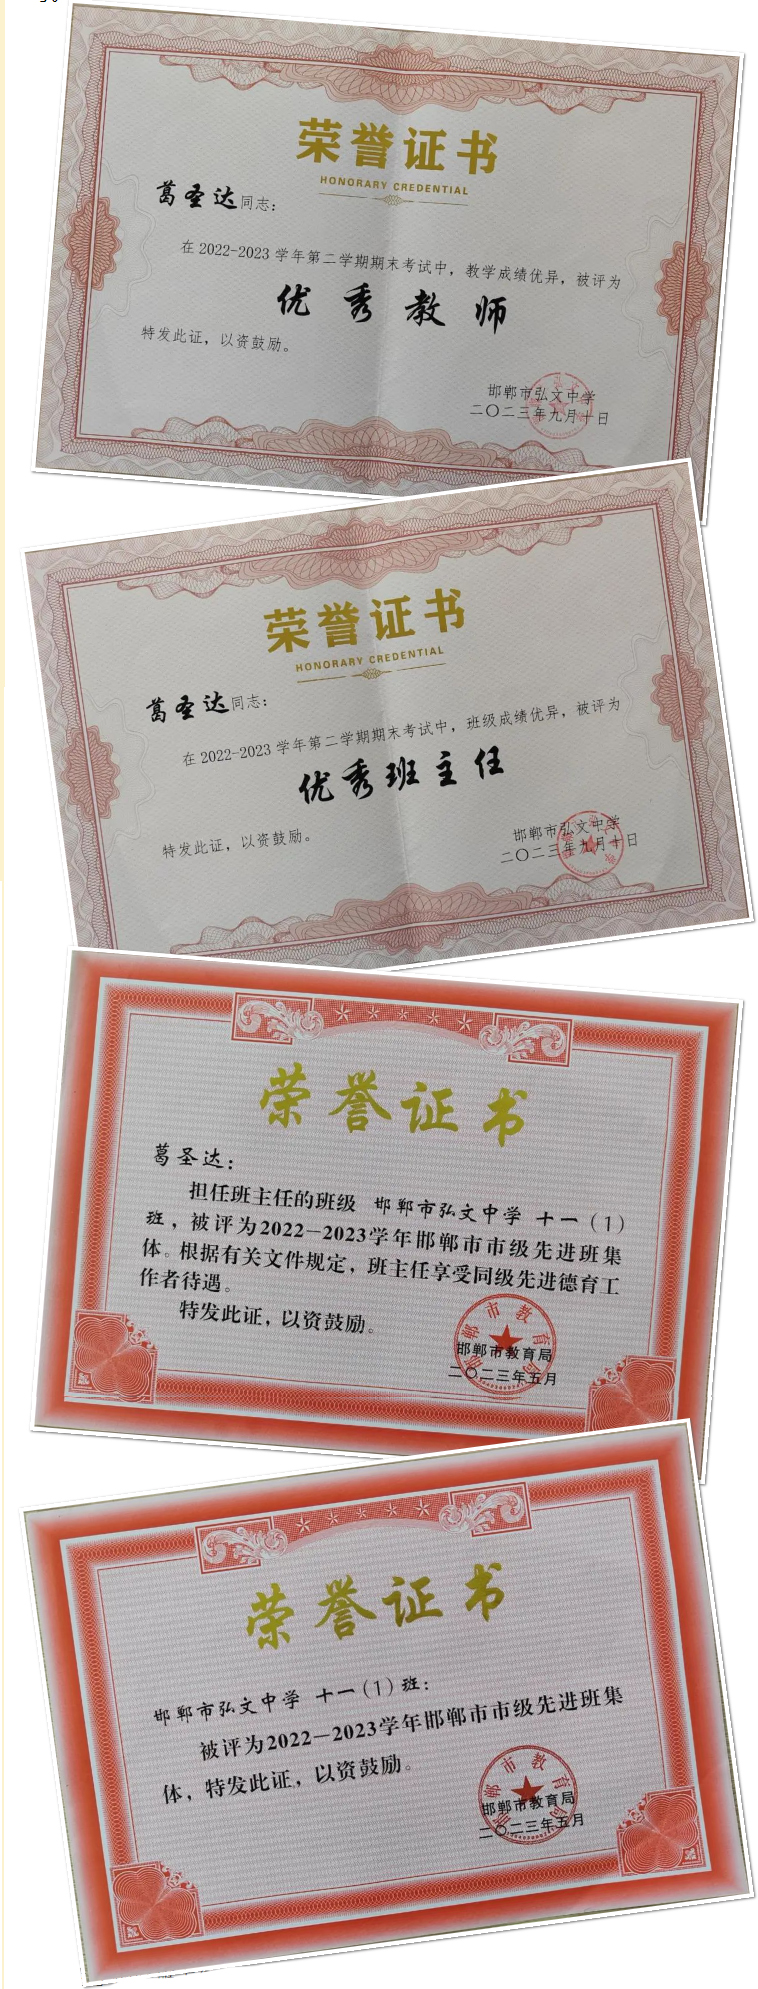 荣誉证书
HONORARY CREDENTIAL
葛圣达同志：
在2022-2023学年第二学期期末考试中，教学成绩优异，被评为
优秀教师
特发此证，以资鼓励。
邯郸市弘文中学
二〇二三年九月十日
荣誉证书
HONORARY CREDENTIAL
葛圣达同志：
在2022-2023学年第二学期期末考试中，班级成绩优异，被评为
优秀班主任
特发此证，以资鼓励。
邯郸市弘文中学
二〇二三年九月十日
荣誉证书
葛圣达：
担任班主任的班级 邯郸市弘文中学 十一（1）
班，被评为2022—2023学年邯郸市市级先进班集
体。根据有关文件规定，班主任享受同级先进德育工
作者待遇。
特发此证，以资鼓励。
邯郸市教育局
邯郸市教育局
二〇二三年五月
荣誉证书
邯郸市弘文中学 十一（1）班：
被评为2022—2023学年邯郸市市级先进班集
体，特发此证，以资鼓励。
邯郸市教育局
邯郸市教育局
二〇二三年五月